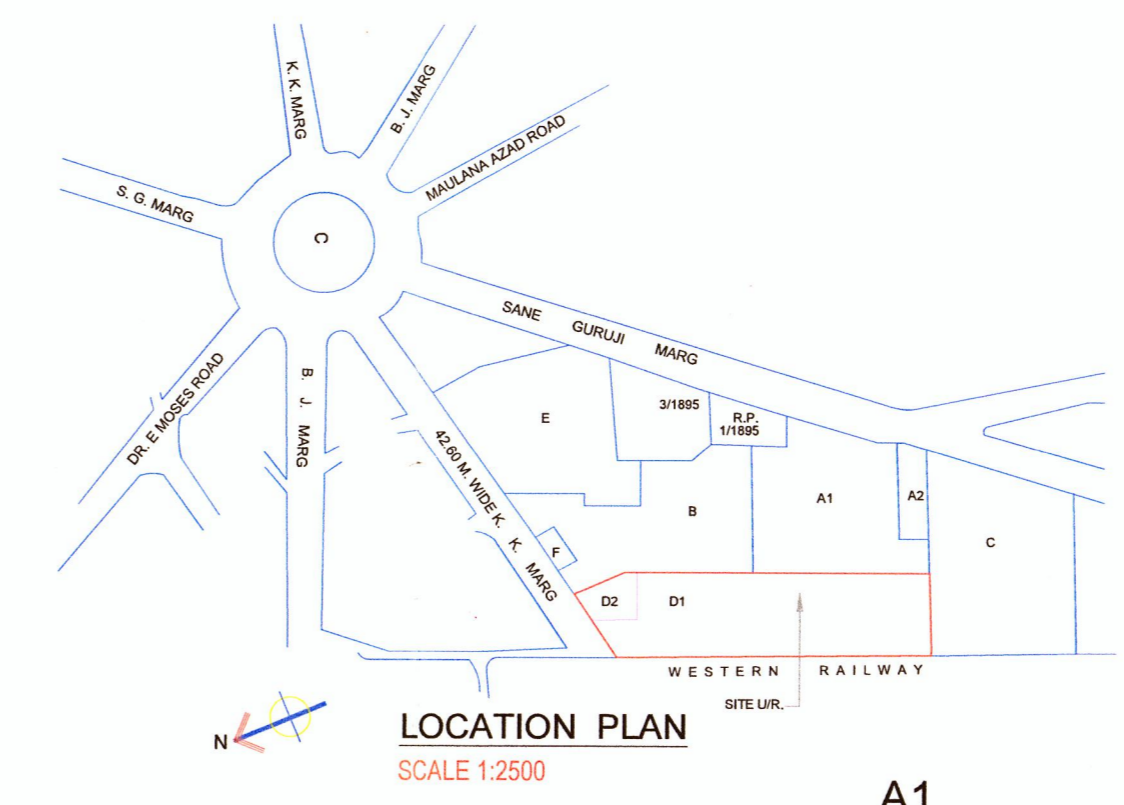 K. K. MARG
B. J. MARG
MAULANA AZAD ROAD
S. G. MARG
C
SANE GURUJI MARG
DR. E MOSES ROAD
B. J. MARG
42.60 M. WIDE K. K. MARG
3/1895
R.P.
1/1895
E
B
A1
A2
C
F
D2
D1
WESTERN RAILWAY
SITE U/R.
N
LOCATION PLAN
SCALE 1:2500
A1